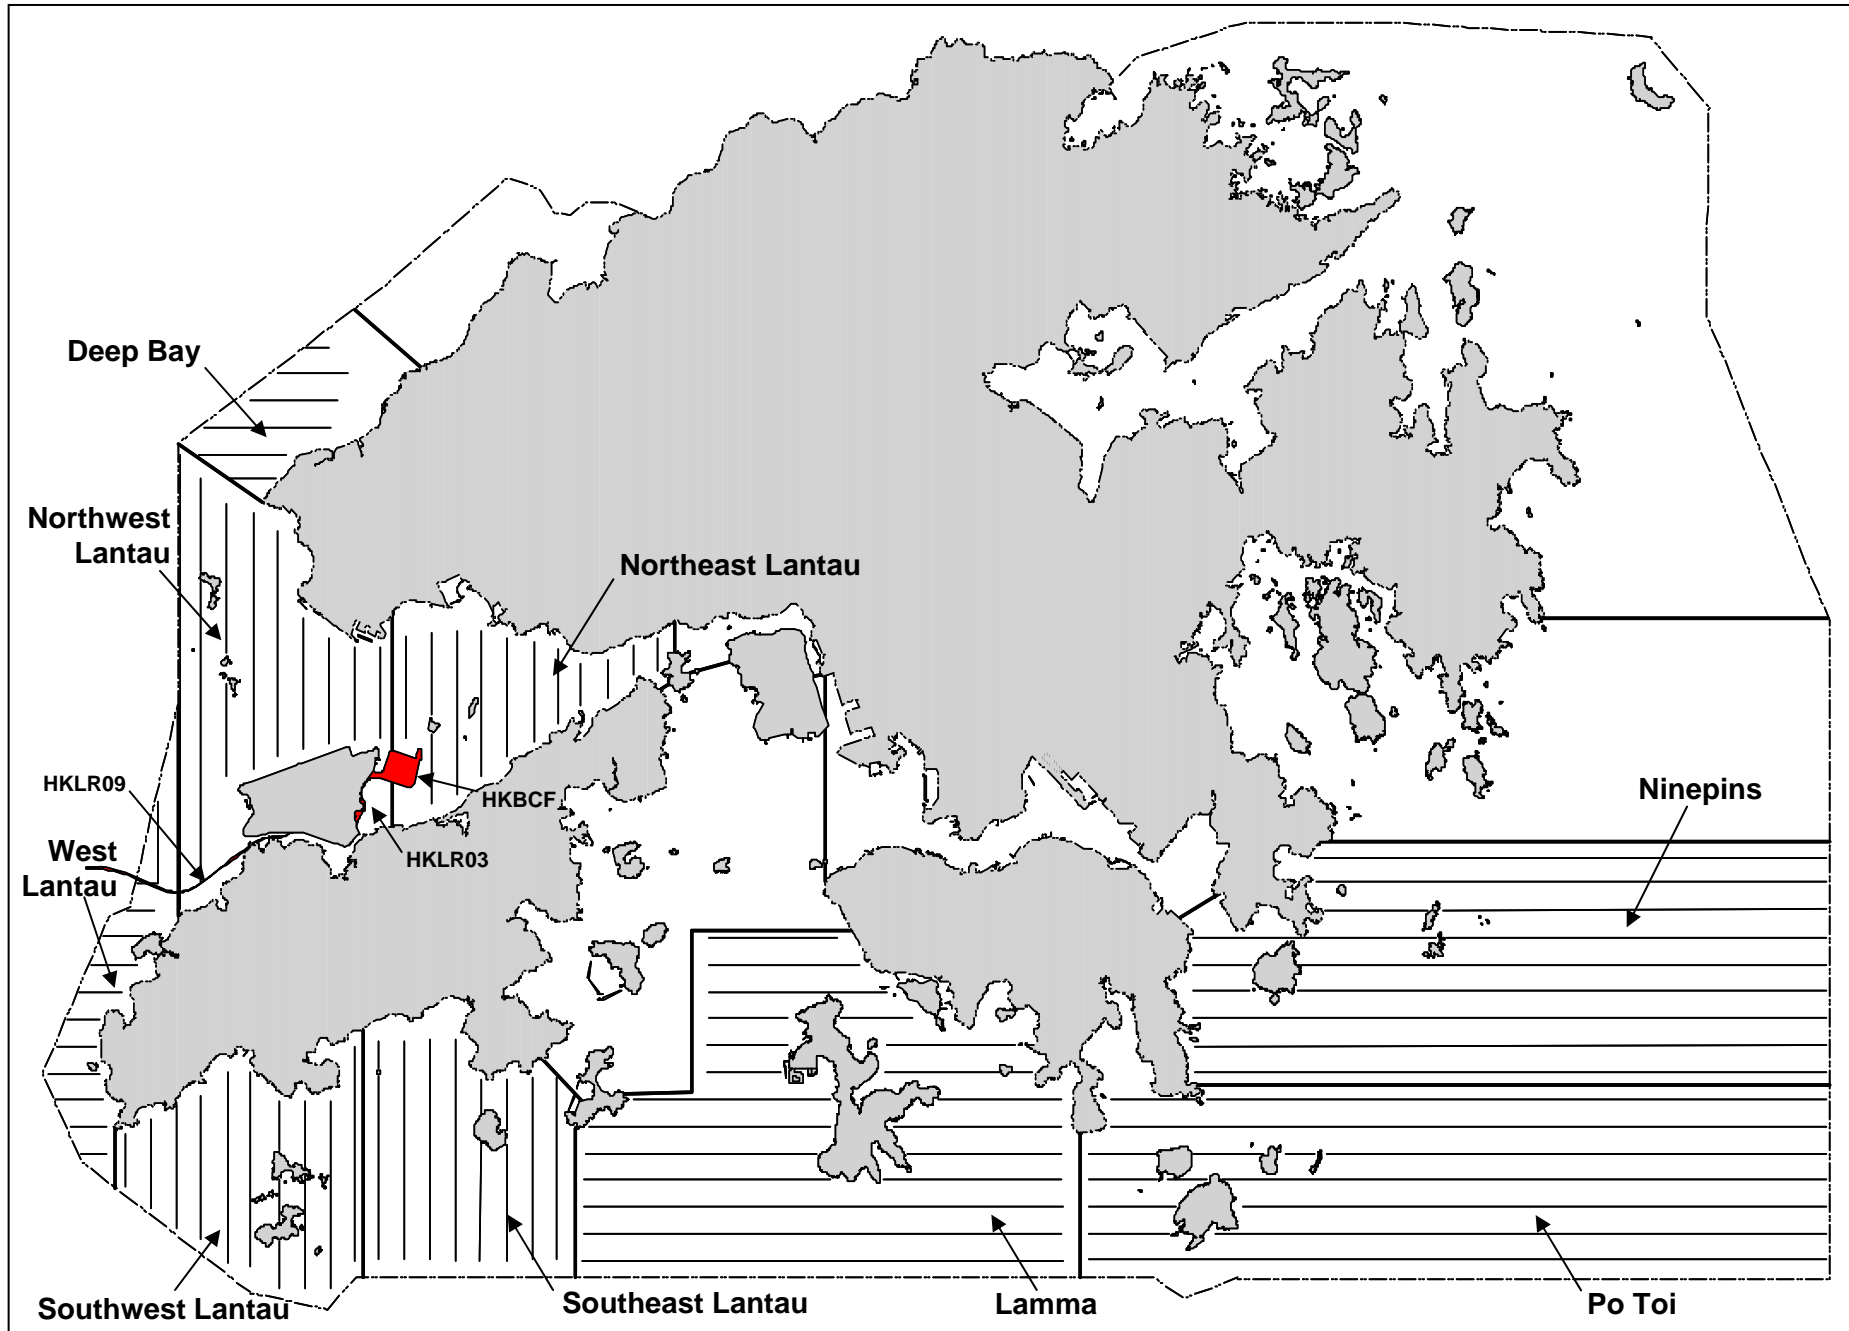 Deep Bay
Northwest
Lantau
Northeast Lantau
HKLR09
HKBCF
Ninepins
West
Lantau
HKLR03
Southwest Lantau
Southeast Lantau
Lamma
Po Toi